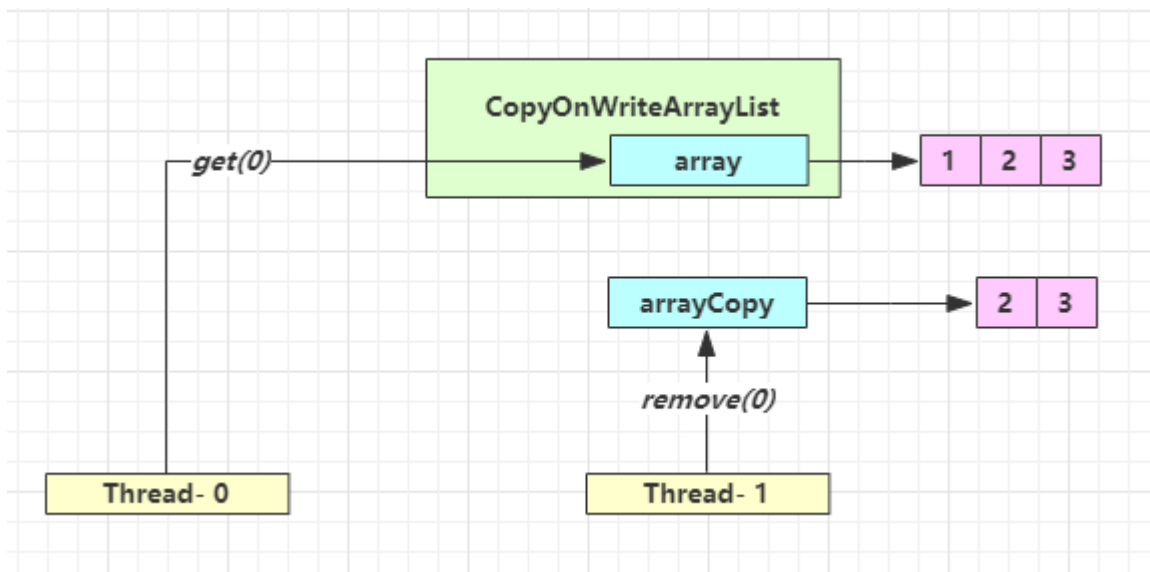 CopyOnWriteArrayList
get(0)
array
1 2 3
arrayCopy
2 3
remove(0)
Thread- 0
Thread- 1